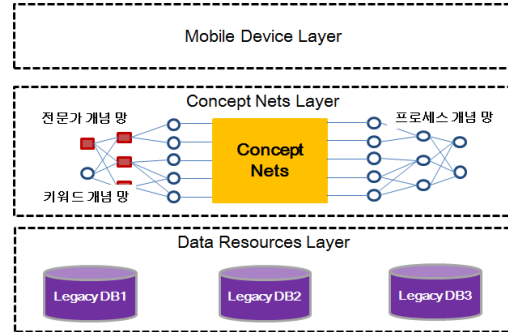 Mobile Device Layer
Concept Nets Layer
전문가 개념 망
프로세스 개념 망
Concept
Nets
키워드 개념 망
Data Resources Layer
Legacy DB1
Legacy DB2
Legacy DB3